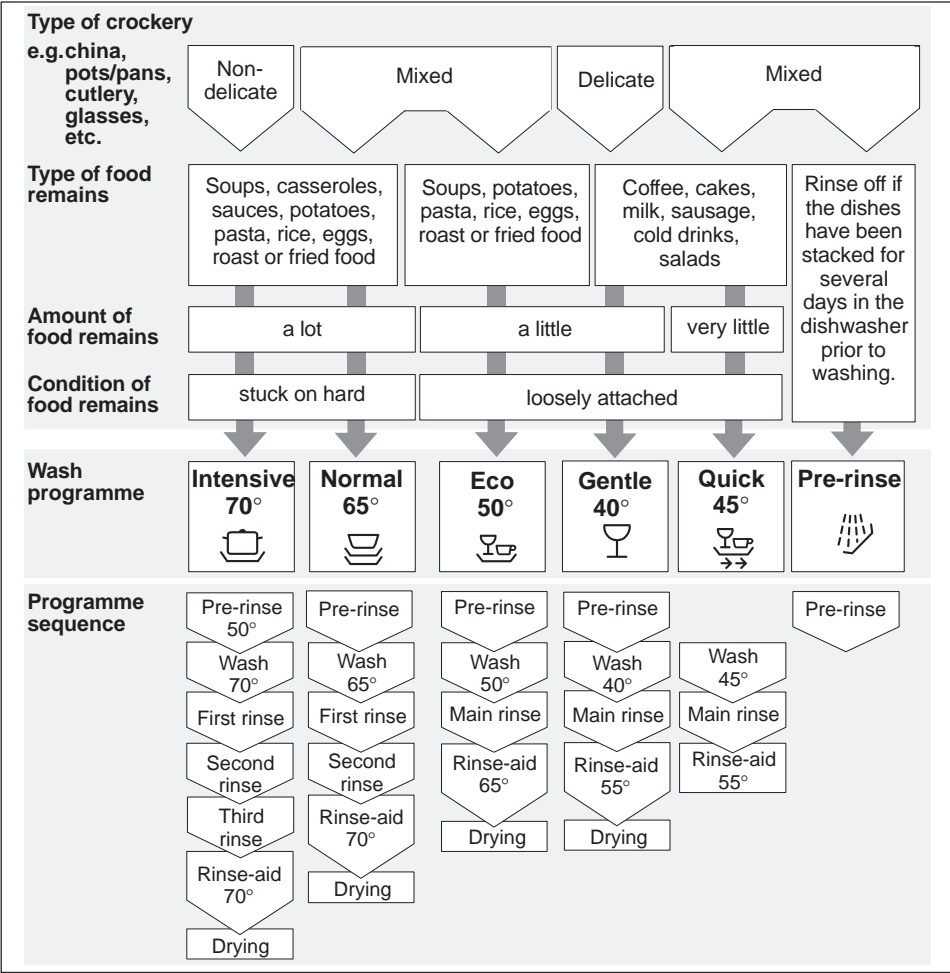 Type of crockery
e.g. china,
pots/pans,
cutlery,
glasses,
etc.
Non-
delicate
Mixed
Delicate
Mixed
Type of food
remains
Soups, casseroles,
sauces, potatoes,
pasta, rice, eggs,
roast or fried food
Soups, potatoes,
pasta, rice, eggs,
roast or fried food
Coffee, cakes,
milk, sausage,
cold drinks,
salads
Rinse off if
the dishes
have been
stacked for
several
days in the
dishwasher
prior to
washing.
Amount of
food remains
a lot
a little
very little
Condition of
food remains
stuck on hard
loosely attached
Wash
programme
Intensive
70°
Normal
65°
Eco
50°
Gentle
40°
Quick
45°
Pre-rinse
Programme
sequence
Pre-rinse
50°
Wash
70°
First rinse
Second
rinse
Third
rinse
Rinse-aid
70°
Drying
Pre-rinse
Wash
65°
First rinse
Second
rinse
Rinse-aid
70°
Drying
Pre-rinse
Wash
50°
Main rinse
Rinse-aid
65°
Drying
Pre-rinse
Wash
40°
Main rinse
Rinse-aid
55°
Drying
Wash
45°
Main rinse
Rinse-aid
55°
Pre-rinse